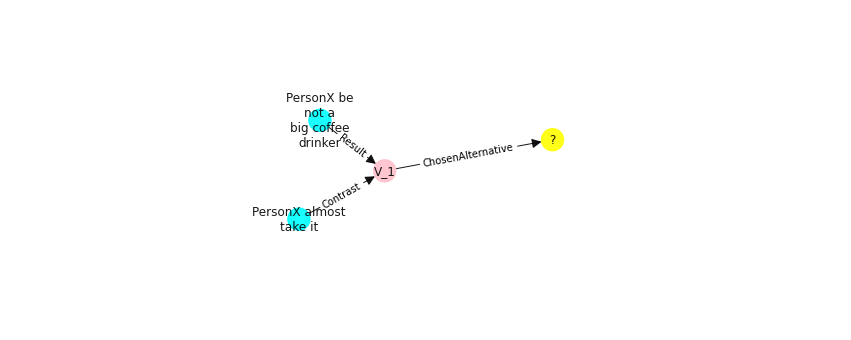 PersonX be
not a
big coffee
drinker
Result
V_1
ChosenAlternative
?
Contrast
PersonX almost
take it